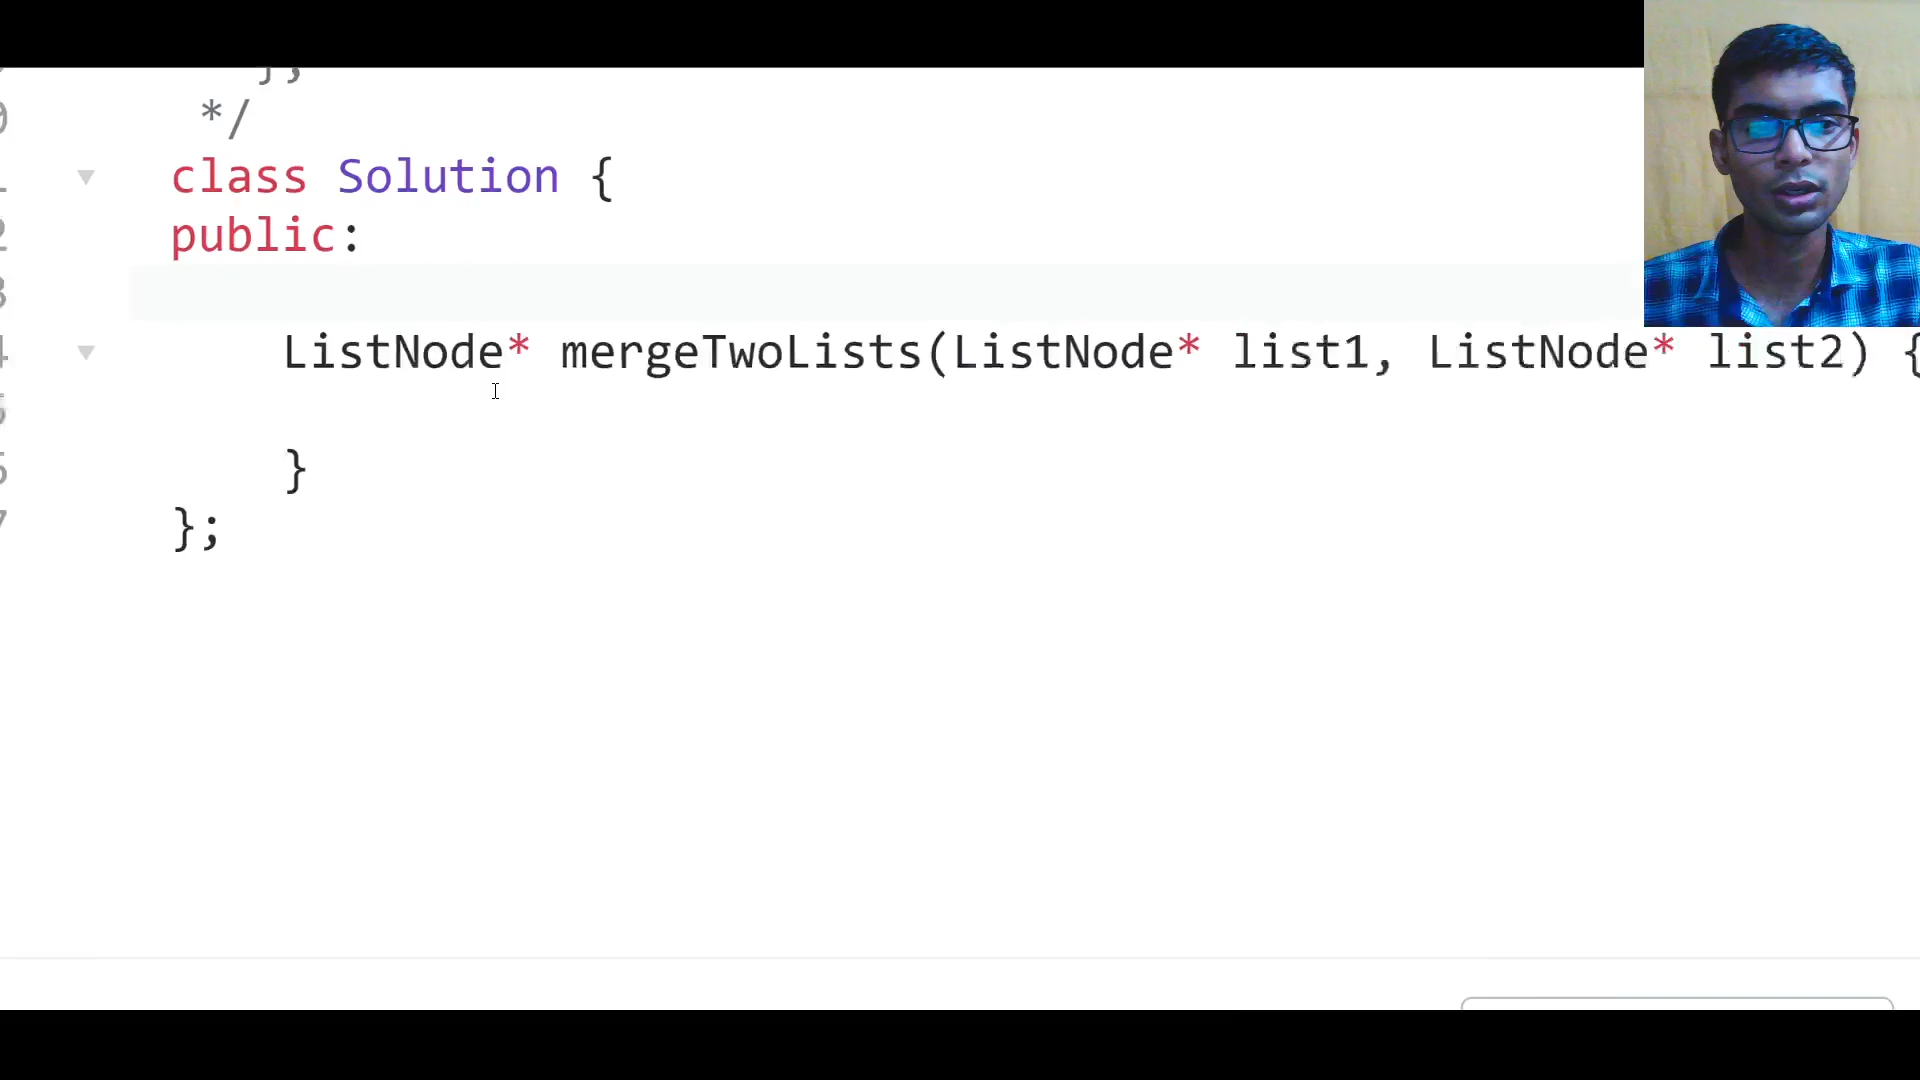 };
*/
class Solution {
public:
ListNode* mergeTwoLists(ListNode* list1, ListNode* list2) {
}
};